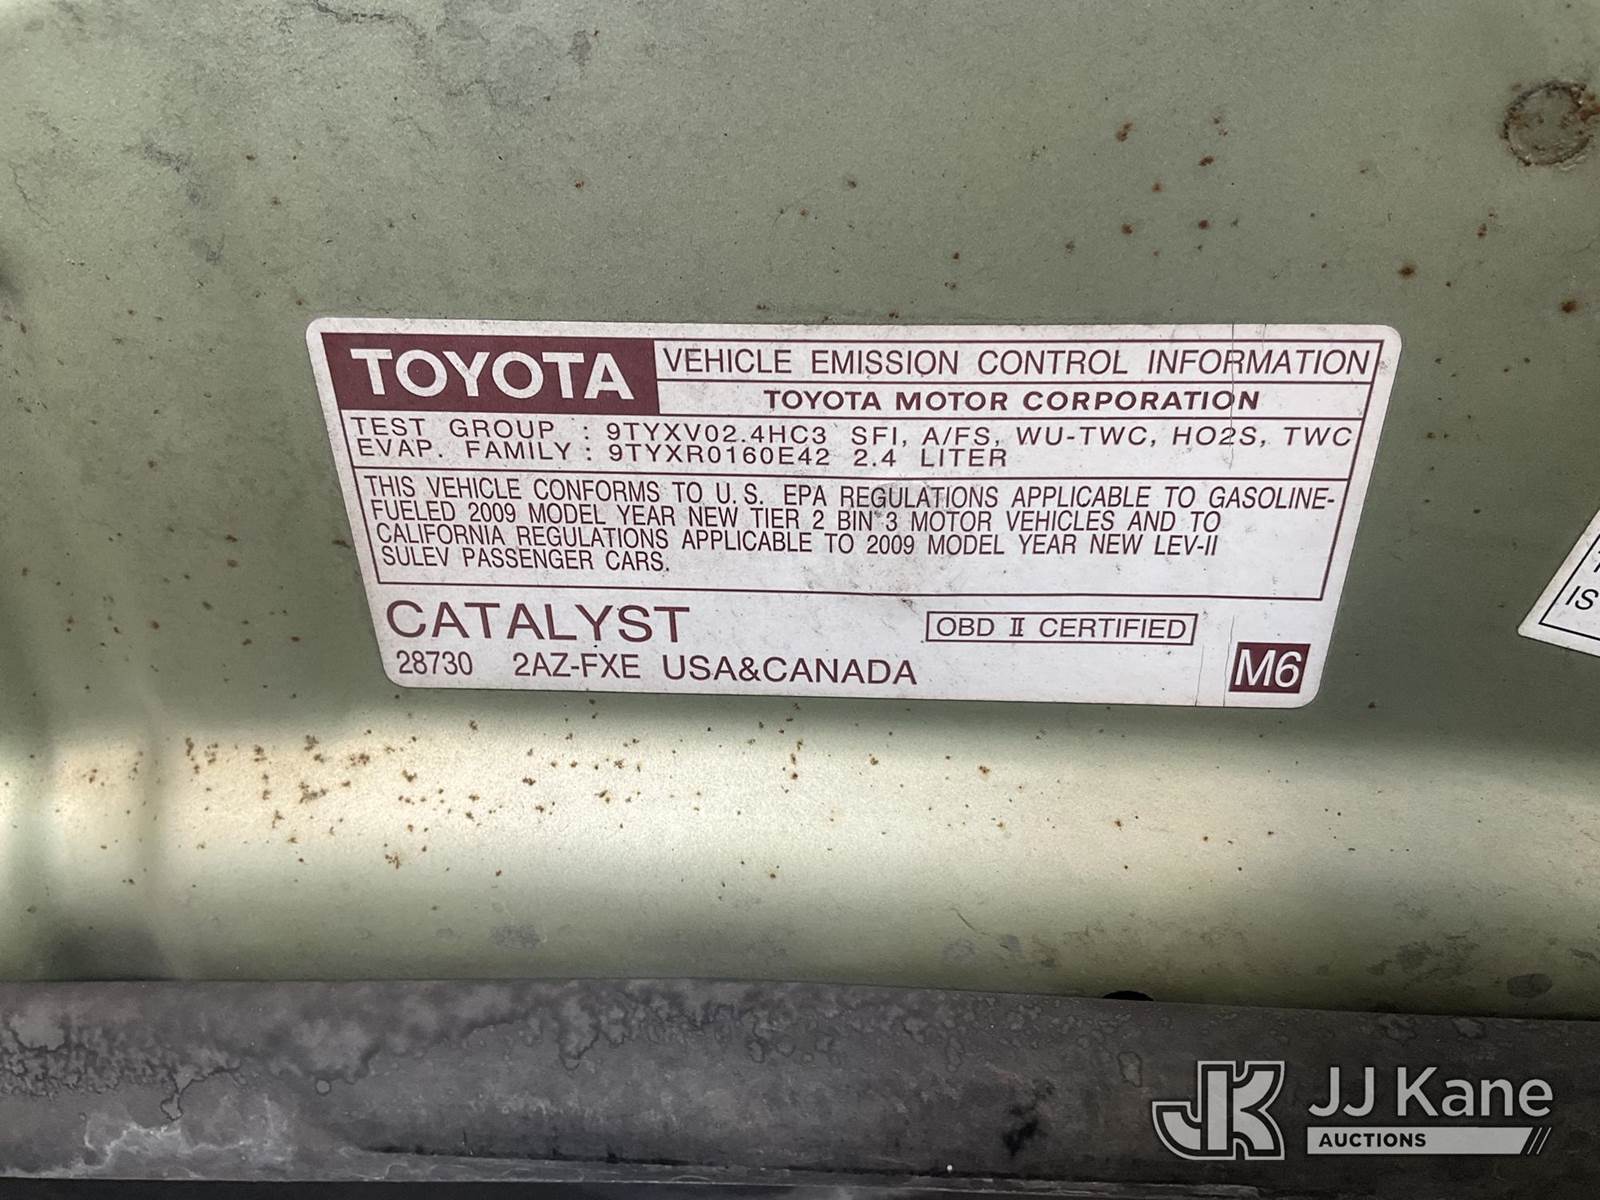 TOYOTA VEHICLE EMISSION CONTROL INFORMATION
TOYOTA MOTOR CORPORATION
TEST GROUP : 9TYXV02.4HC3 SFI, A/FS, WU-TWC, HO2S, TWC
EVAP. FAMILY : 9TYXR0160E42 2.4 LITER
THIS VEHICLE CONFORMS TO U.S. EPA REGULATIONS APPLICABLE TO GASOLINE-
FUELED 2009 MODEL YEAR NEW TIER 2 BIN 3 MOTOR VEHICLES AND TO
CALIFORNIA REGULATIONS APPLICABLE TO 2009 MODEL YEAR NEW LEV-II
SULEV PASSENGER CARS.
CATALYST
OBD II CERTIFIED
28730 2AZ-FXE USA&CANADA
M6
IS
JK JJ Kane
AUCTIONS